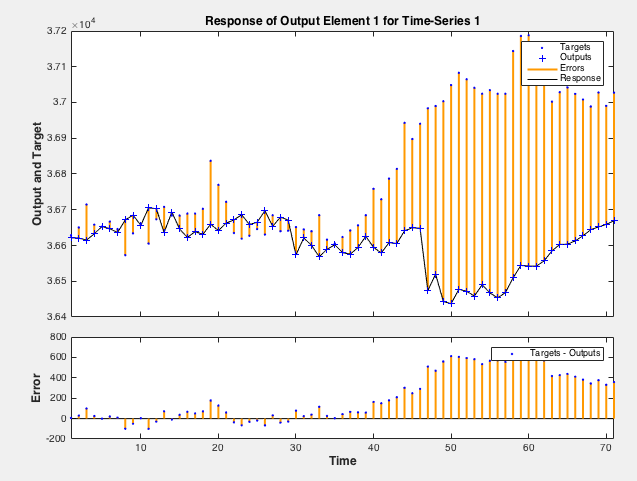 Response of Output Element 1 for Time-Series 1
×10⁴
3.72
3.71
3.7
3.69
3.68
3.67
3.66
3.65
3.64
Output and Target
Targets
Outputs
Errors
Response
800
600
400
200
0
-200
Error
Targets - Outputs
10 20 30 40 50 60 70
Time